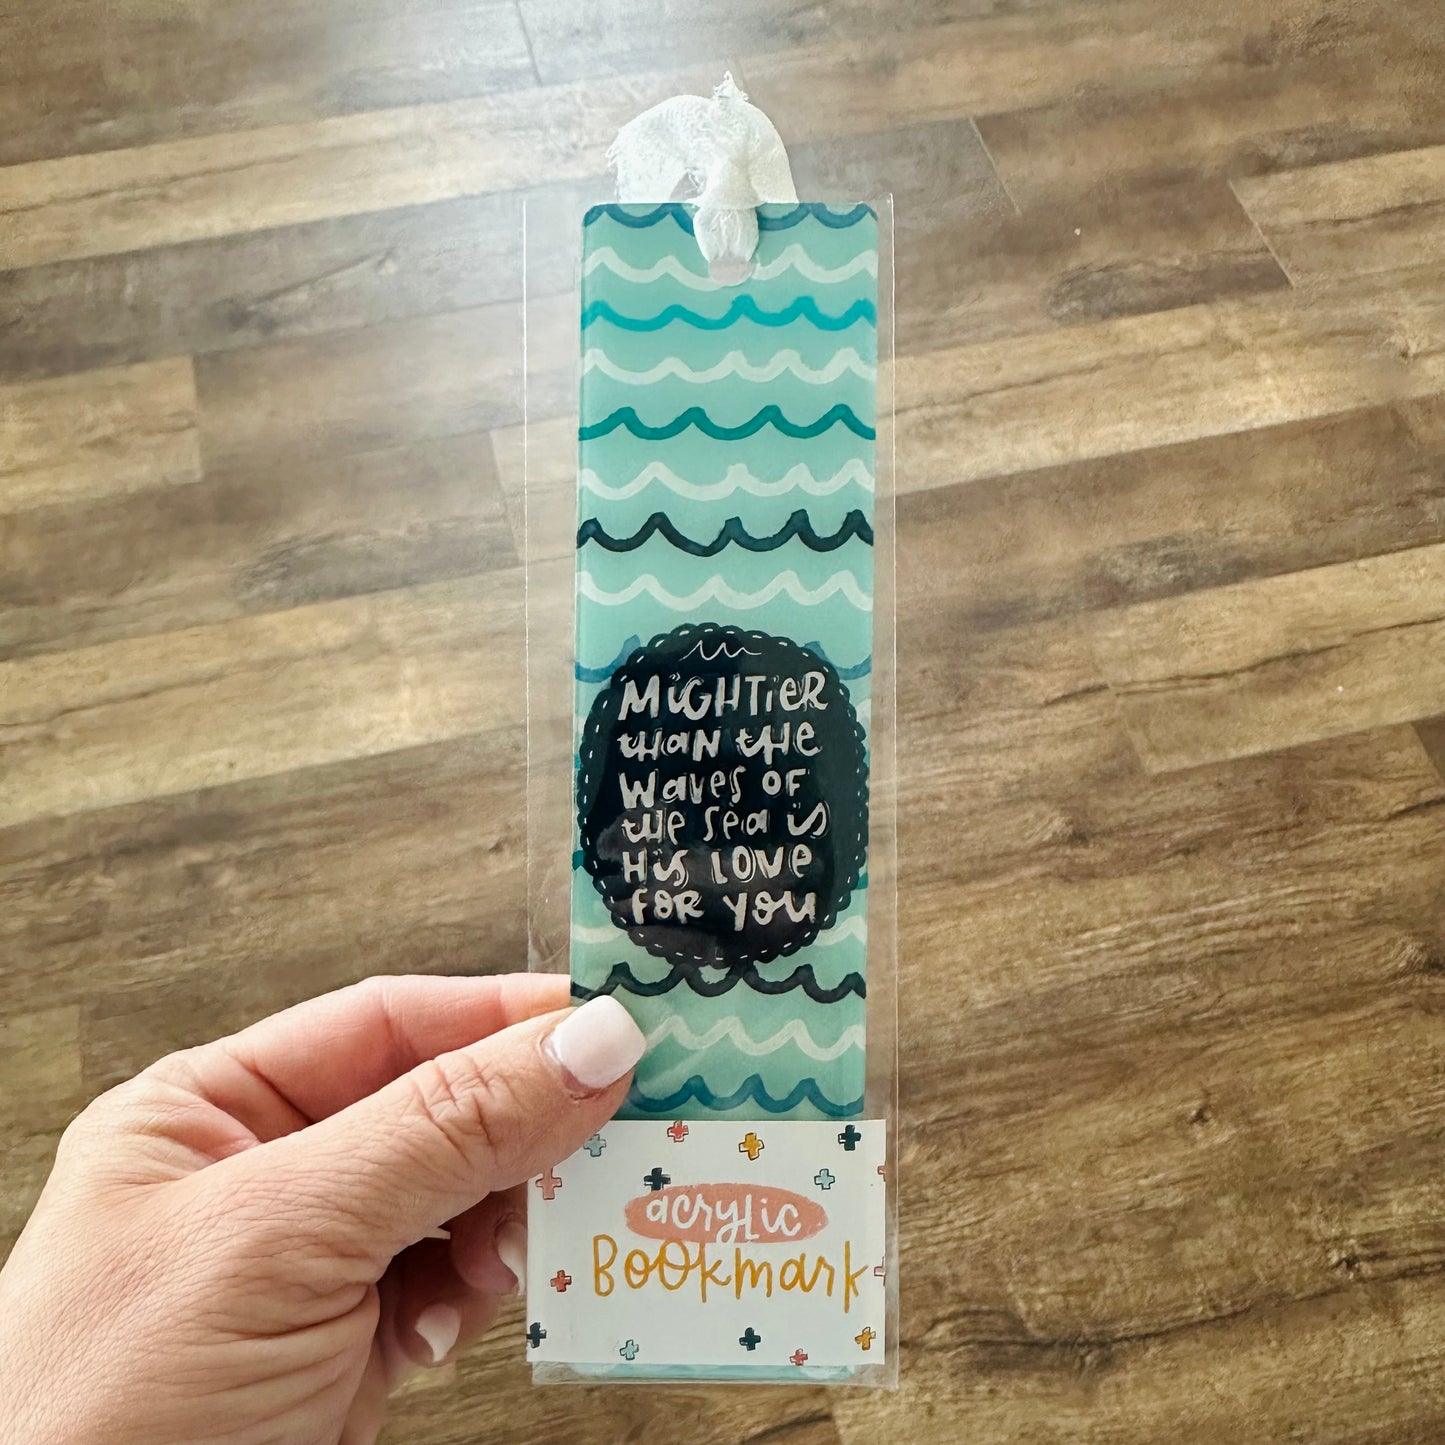 MiGHTieR
than the
waves of
the sea is
His Love
FOR you
acrylic
Bookmark